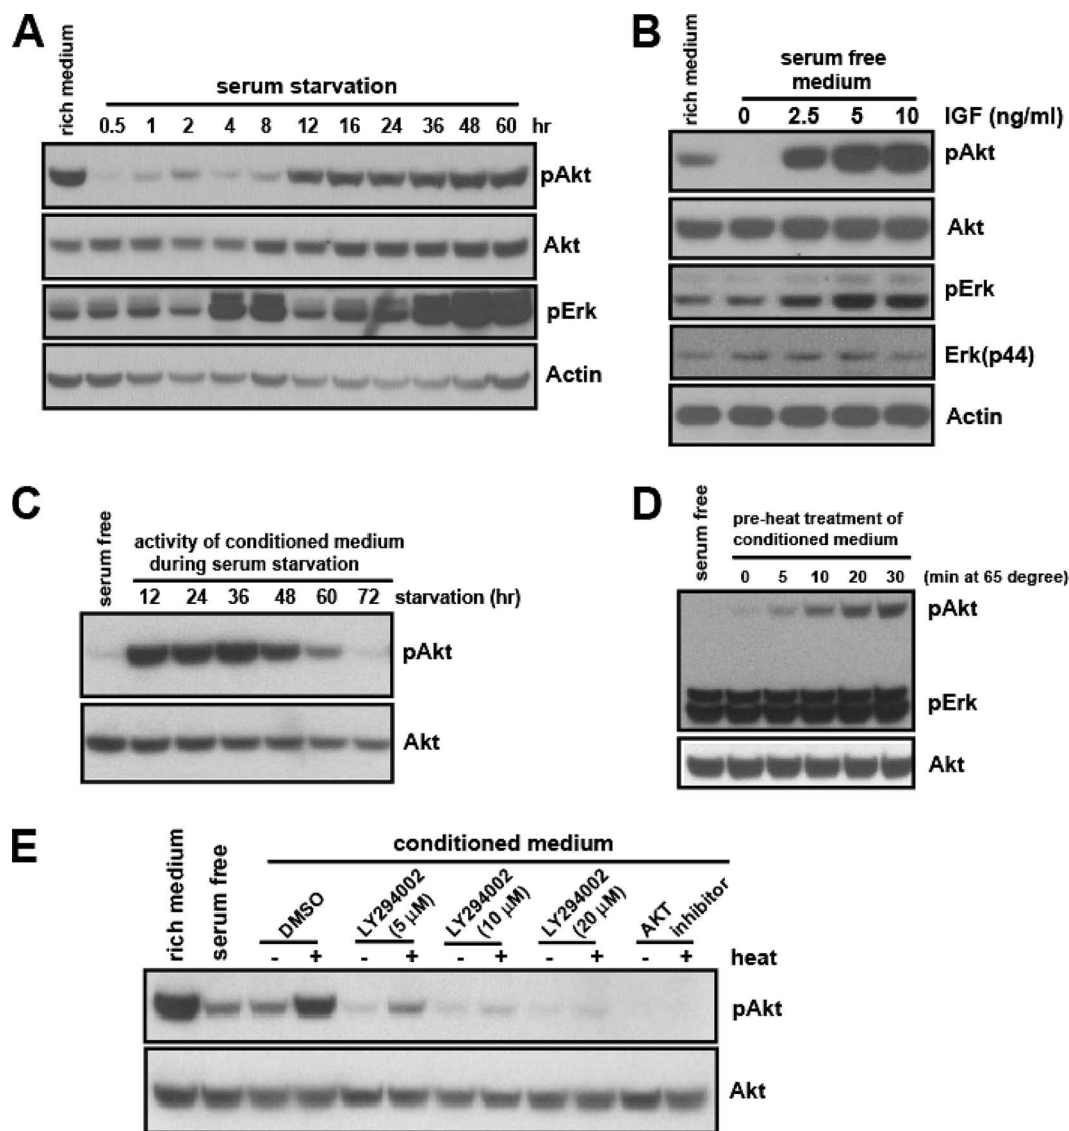 A
rich medium
serum starvation
0.5 1 2 4 8 12 16 24 36 48 60 hr
pAkt
Akt
pErk
Actin
B
rich medium
serum free
medium
0 2.5 5 10 IGF (ng/ml)
pAkt
Akt
pErk
Erk(p44)
Actin
C
serum free
activity of conditioned medium
during serum starvation
12 24 36 48 60 72 starvation (hr)
pAkt
Akt
D
serum free
pre-heat treatment of
conditioned medium
0 5 10 20 30 (min at 65 degree)
pAkt
pErk
Akt
E
rich medium
serum free
conditioned medium
DMSO
LY294002
(5 μM)
LY294002
(10 μM)
LY294002
(20 μM)
AKT
inhibitor
- + - + - + - + - + heat
pAkt
Akt